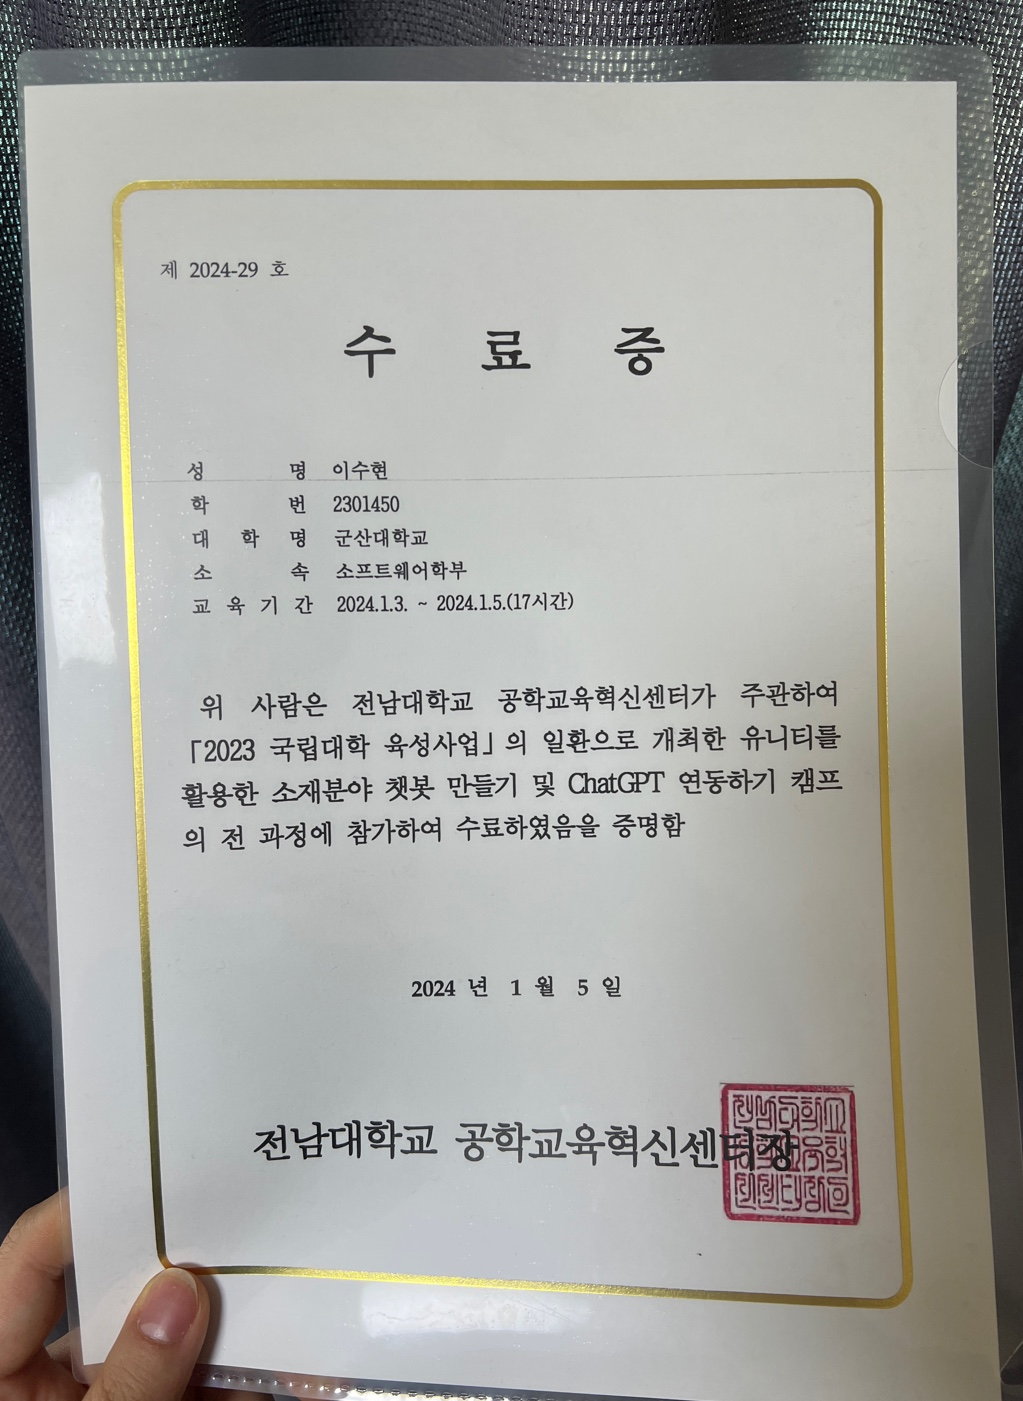 제 2024-29 호
수 료 증
성 명 이수현
학 번 2301450
대 학 명 군산대학교
소 속 소프트웨어학부
교 육 기 간 2024.1.3. ~ 2024.1.5.(17시간)
위 사람은 전남대학교 공학교육혁신센터가 주관하여
「2023 국립대학 육성사업」의 일환으로 개최한 유니티를
활용한 소재분야 챗봇 만들기 및 ChatGPT 연동하기 캠프
의 전 과정에 참가하여 수료하였음을 증명함
2024 년 1 월 5 일
전남대학교 공학교육혁신센터장